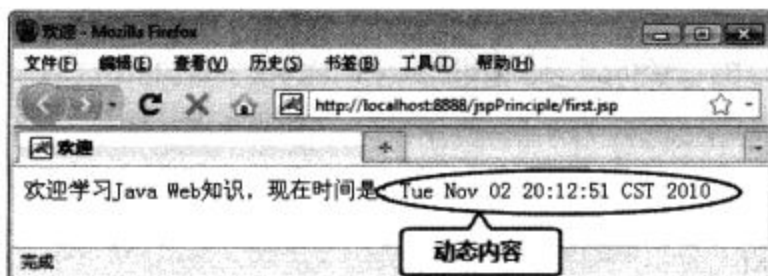 欢迎 - Mozilla Firefox
文件(F) 编辑(E) 查看(V) 历史(S) 书签(B) 工具(T) 帮助(H)
http://localhost:8888/jspPrinciple/first.jsp
欢迎
欢迎学习Java Web知识，现在时间是: Tue Nov 02 20:12:51 CST 2010
动态内容
完成